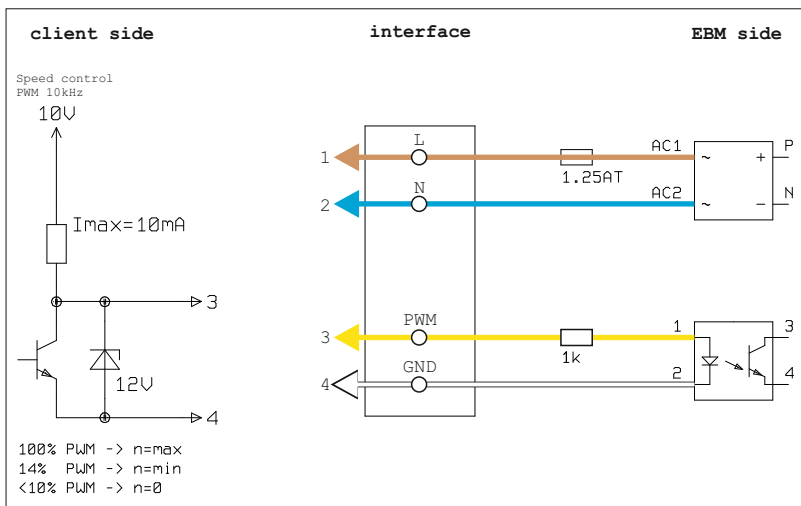 client side
interface
EBM side
Speed control
PWM 10kHz
10V
Imax=10mA
3
12V
4
100% PWM -> n=max
14% PWM -> n=min
<10% PWM -> n=0
1
L
1.25AT
AC1
~
+
P
2
N
AC2
~
-
N
3
PWM
1k
1
3
4
GND
2
4